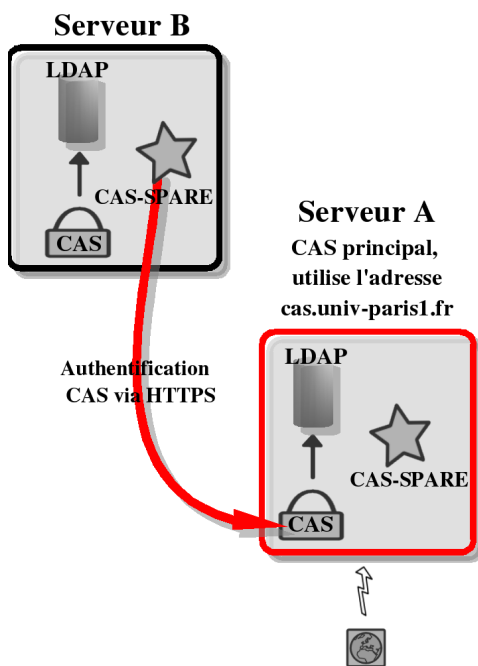 Serveur B
LDAP
CAS-SPARE
CAS
Serveur A
CAS principal,
utilise l'adresse
cas.univ-paris1.fr
Authentification
CAS via HTTPS
LDAP
CAS-SPARE
CAS